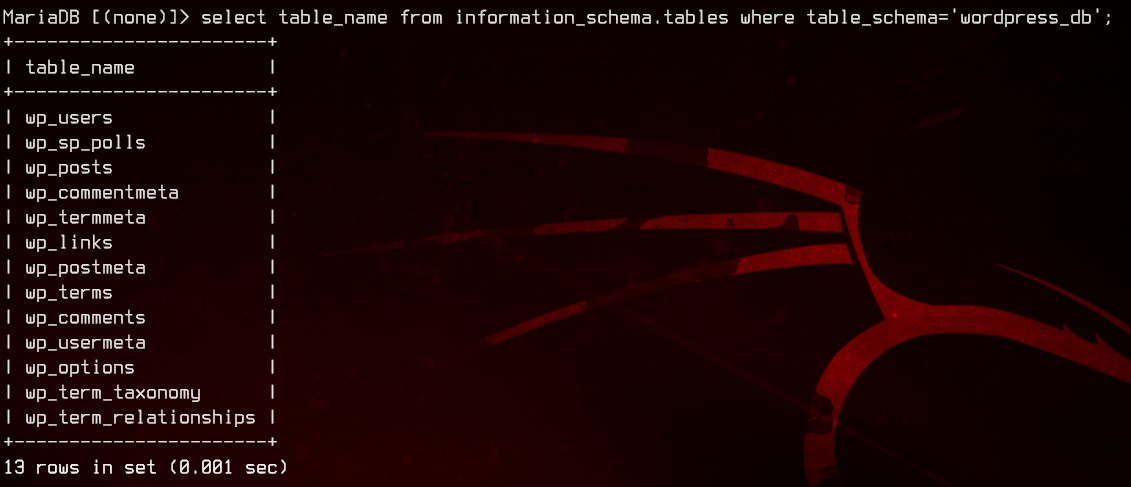 MariaDB [(none)]> select table_name from information_schema.tables where table_schema='wordpress_db';
+-----------------------+
| table_name            |
+-----------------------+
| wp_users              |
| wp_sp_polls           |
| wp_posts              |
| wp_commentmeta        |
| wp_termmeta           |
| wp_links              |
| wp_postmeta           |
| wp_terms              |
| wp_comments           |
| wp_usermeta           |
| wp_options            |
| wp_term_taxonomy      |
| wp_term_relationships |
+-----------------------+
13 rows in set (0.001 sec)